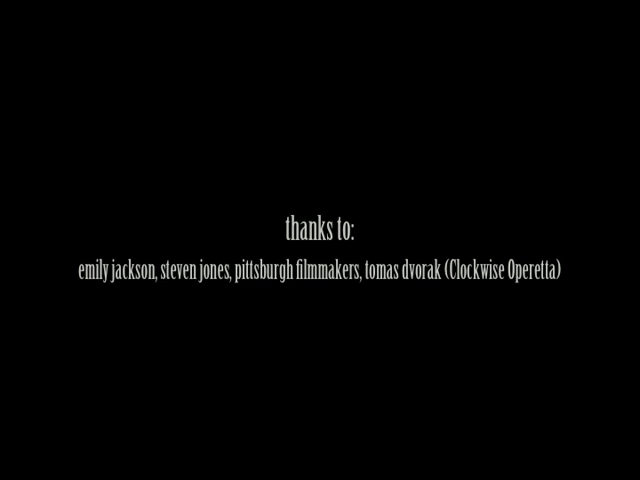 thanks to:
emily jackson, steven jones, pittsburgh filmmakers, tomas dvorak (Clockwise Operetta)